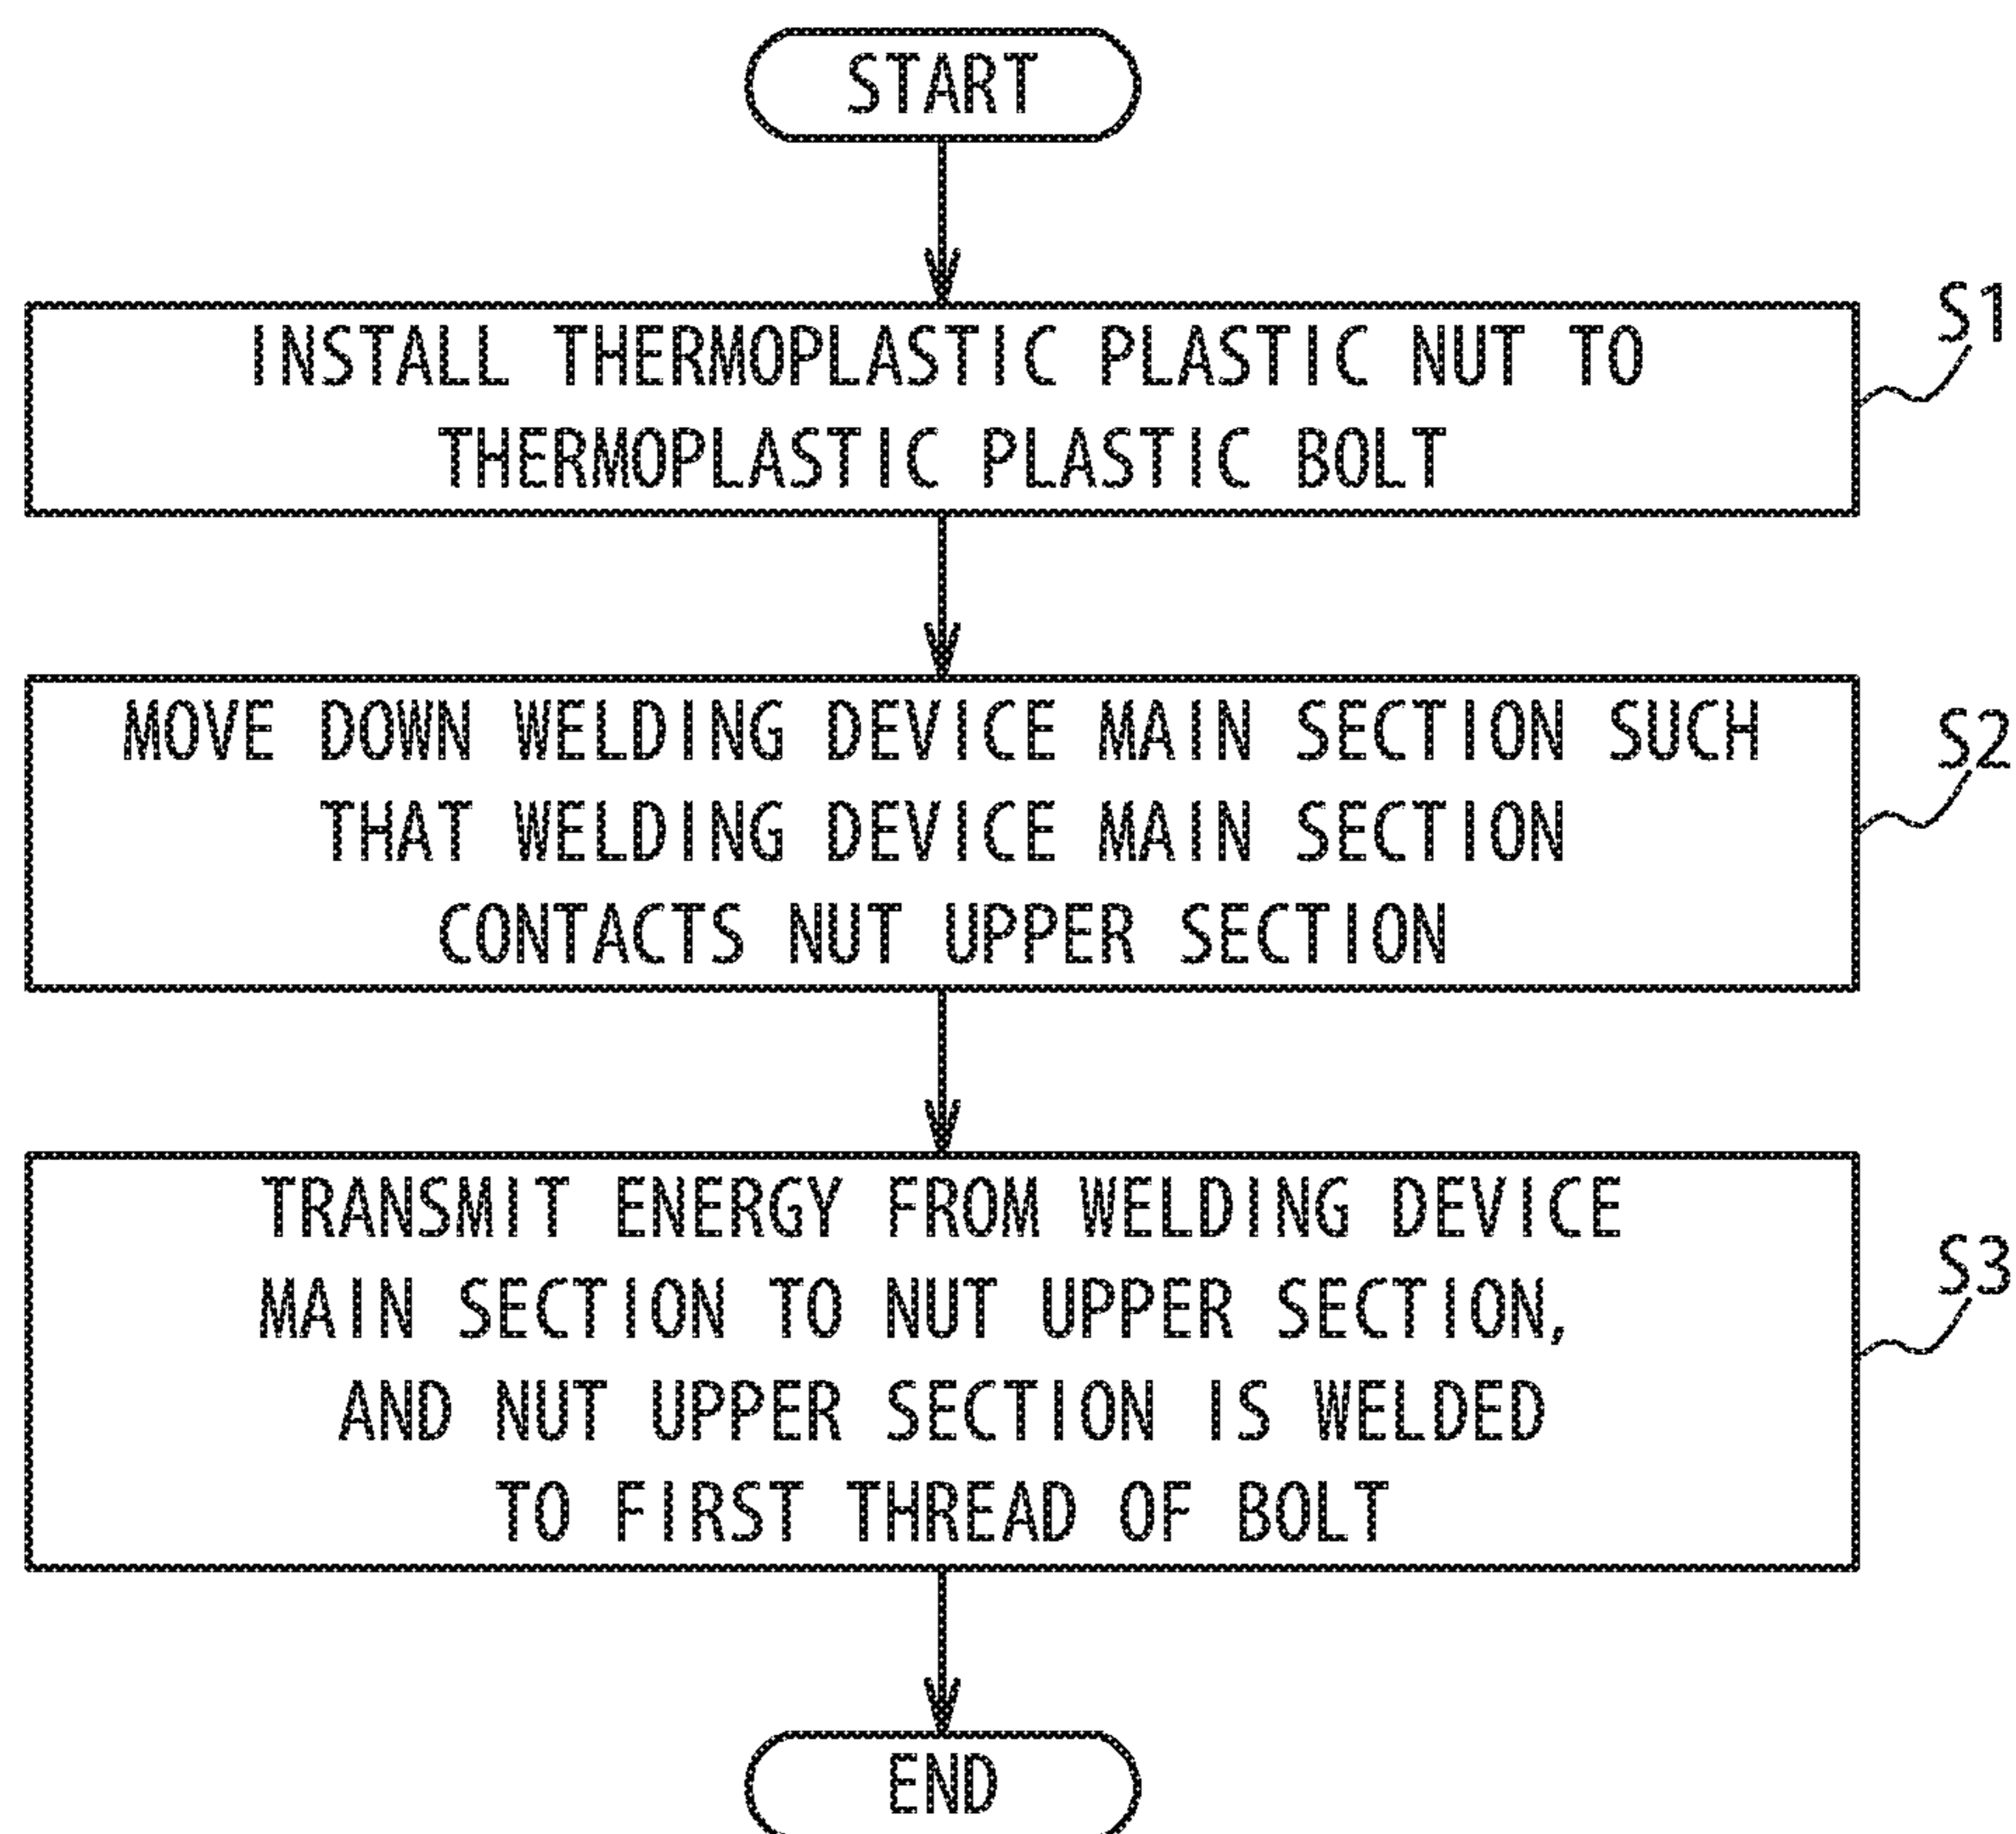 START
INSTALL THERMOPLASTIC PLASTIC NUT TO
THERMOPLASTIC PLASTIC BOLT
S1
MOVE DOWN WELDING DEVICE MAIN SECTION SUCH
THAT WELDING DEVICE MAIN SECTION
CONTACTS NUT UPPER SECTION
S2
TRANSMIT ENERGY FROM WELDING DEVICE
MAIN SECTION TO NUT UPPER SECTION,
AND NUT UPPER SECTION IS WELDED
TO FIRST THREAD OF BOLT
S3
END